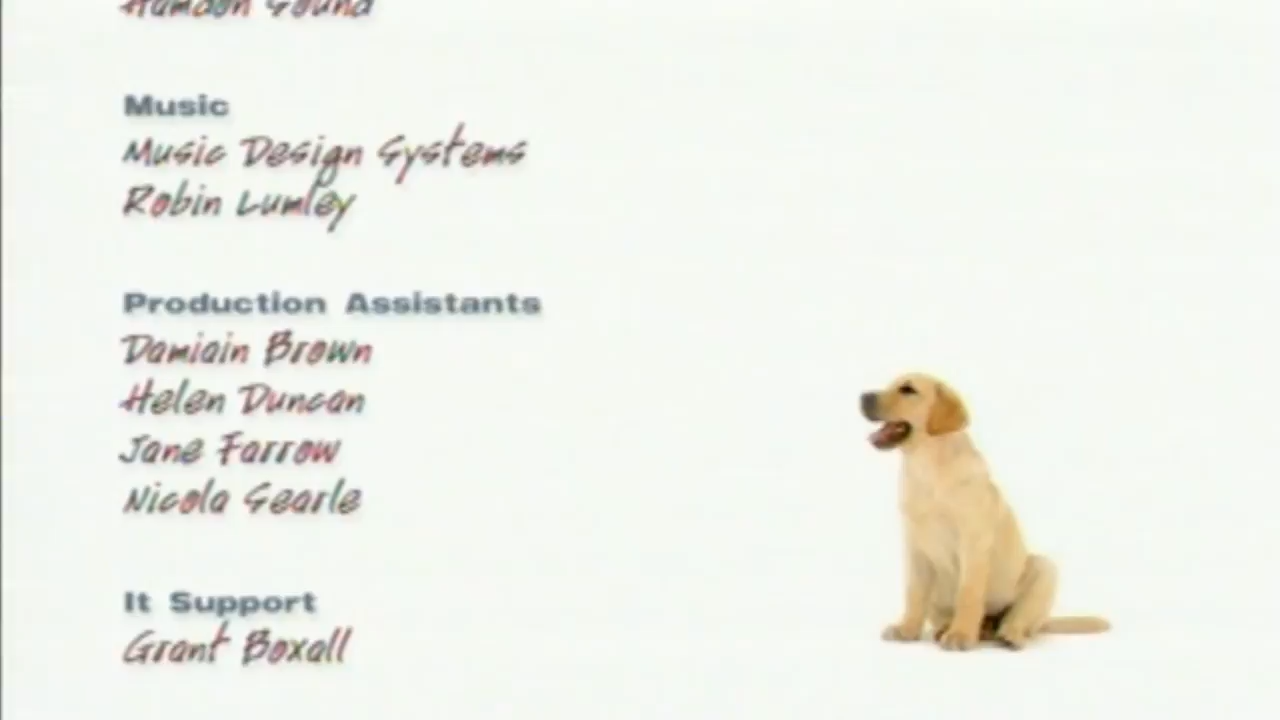 Music
Music Design Systems
Robin Lumley
Production Assistants
Damiain Brown
Helen Duncan
Jane Farrow
Nicola Searle
It Support
Grant Boxall